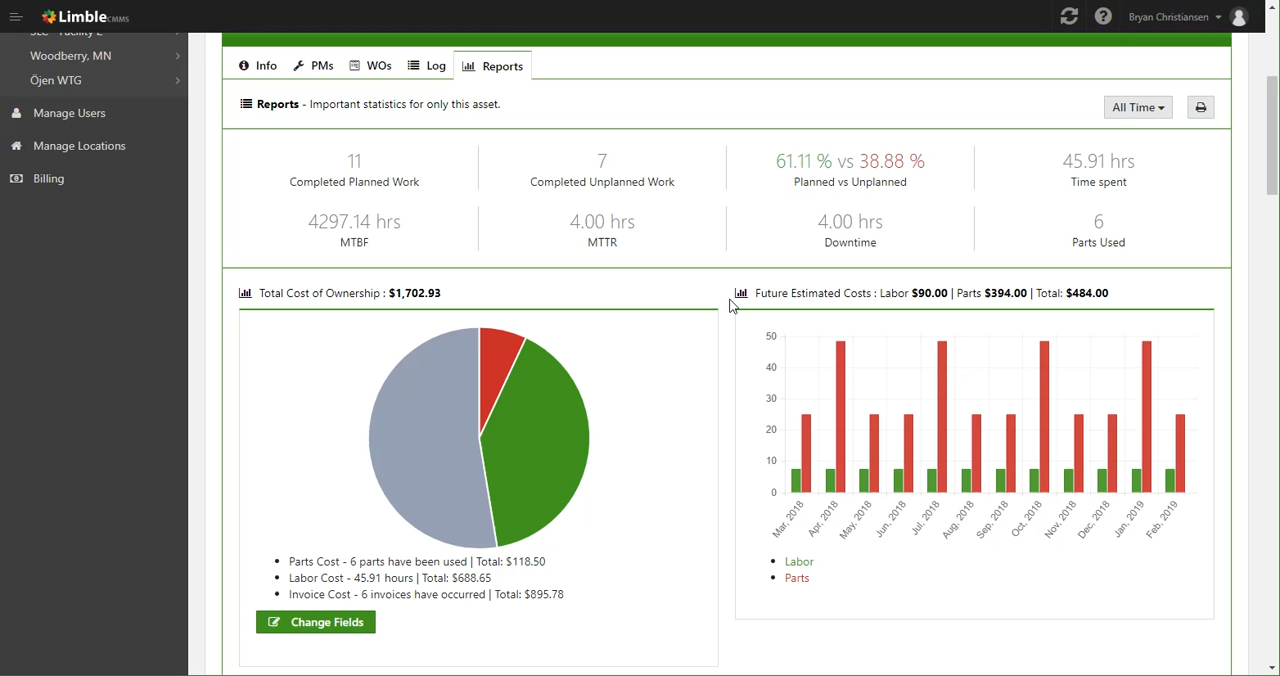 Limble CMMS
Bryan Christiansen
Woodberry, MN
Öjen WTG
Manage Users
Manage Locations
Billing
Info PMs WOs Log Reports
Reports - Important statistics for only this asset.
All Time
11
Completed Planned Work
7
Completed Unplanned Work
61.11 % vs 38.88 %
Planned vs Unplanned
45.91 hrs
Time spent
4297.14 hrs
MTBF
4.00 hrs
MTTR
4.00 hrs
Downtime
6
Parts Used
Total Cost of Ownership : $1,702.93
Parts Cost - 6 parts have been used | Total: $118.50
Labor Cost - 45.91 hours | Total: $688.65
Invoice Cost - 6 invoices have occurred | Total: $895.78
Change Fields
Future Estimated Costs : Labor $90.00 | Parts $394.00 | Total: $484.00
50
40
30
20
10
0
Mar, 2018
Apr, 2018
May, 2018
Jun, 2018
Jul, 2018
Aug, 2018
Sep, 2018
Oct, 2018
Nov, 2018
Dec, 2018
Jan, 2019
Feb, 2019
Labor
Parts